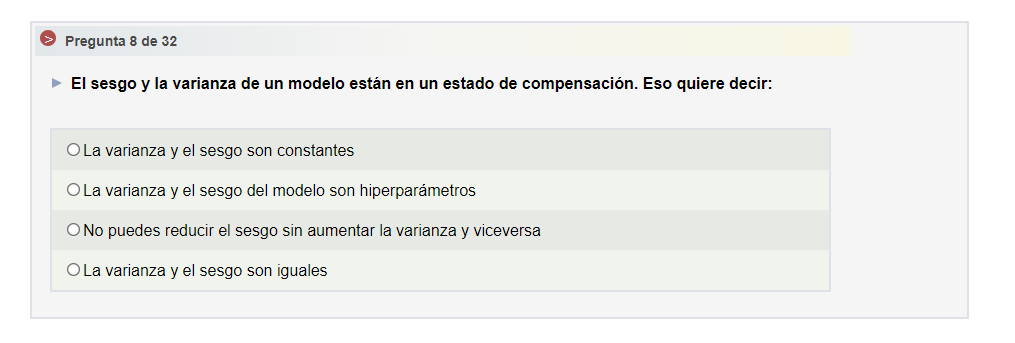 Pregunta 8 de 32
El sesgo y la varianza de un modelo están en un estado de compensación. Eso quiere decir:
La varianza y el sesgo son constantes
La varianza y el sesgo del modelo son hiperparámetros
No puedes reducir el sesgo sin aumentar la varianza y viceversa
La varianza y el sesgo son iguales